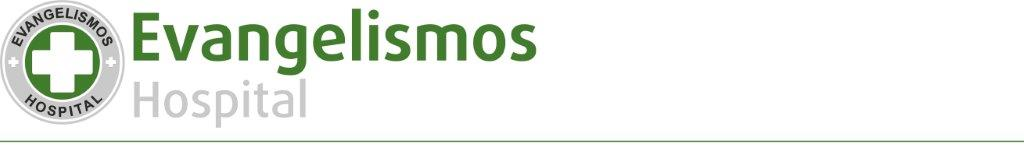 EVANGELISMOS
HOSPITAL
Evangelismos
Hospital